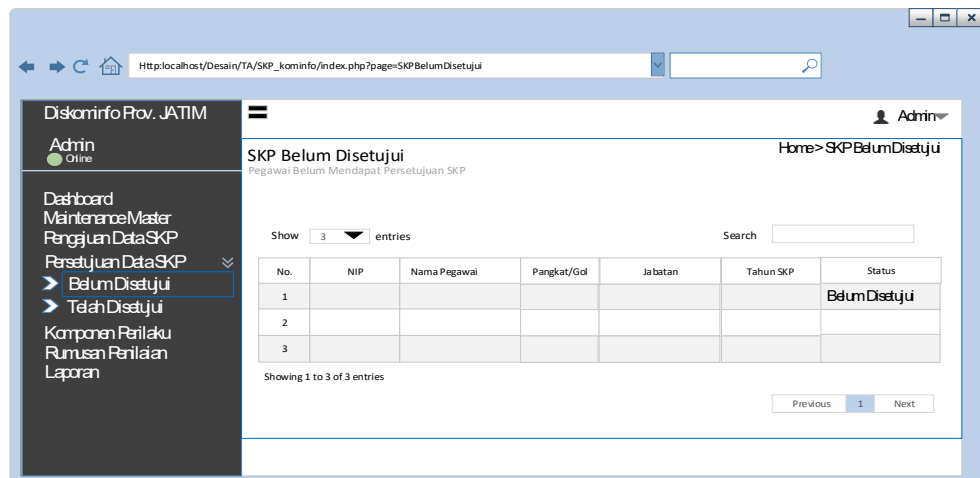 Http:localhost/Desain/TA/SKP_kominfo/index.php?page=SKPBelumDisetujui
Diskominfo Prov. JATIM
Admin
Admin
Online
SKP Belum Disetujui
Home > SKP Belum Disetujui
Pegawai Belum Mendapat Persetujuan SKP
Dashboard
Maintenance Master
Pengajuan Data SKP
Persetujuan Data SKP
Belum Disetujui
Telah Disetujui
Komponen Perilaku
Rumusan Penilaian
Laporan
Show 3 entries Search
No. NIP Nama Pegawai Pangkat/Gol Jabatan Tahun SKP Status
1 Belum Disetujui
2
3
Showing 1 to 3 of 3 entries
Previous 1 Next